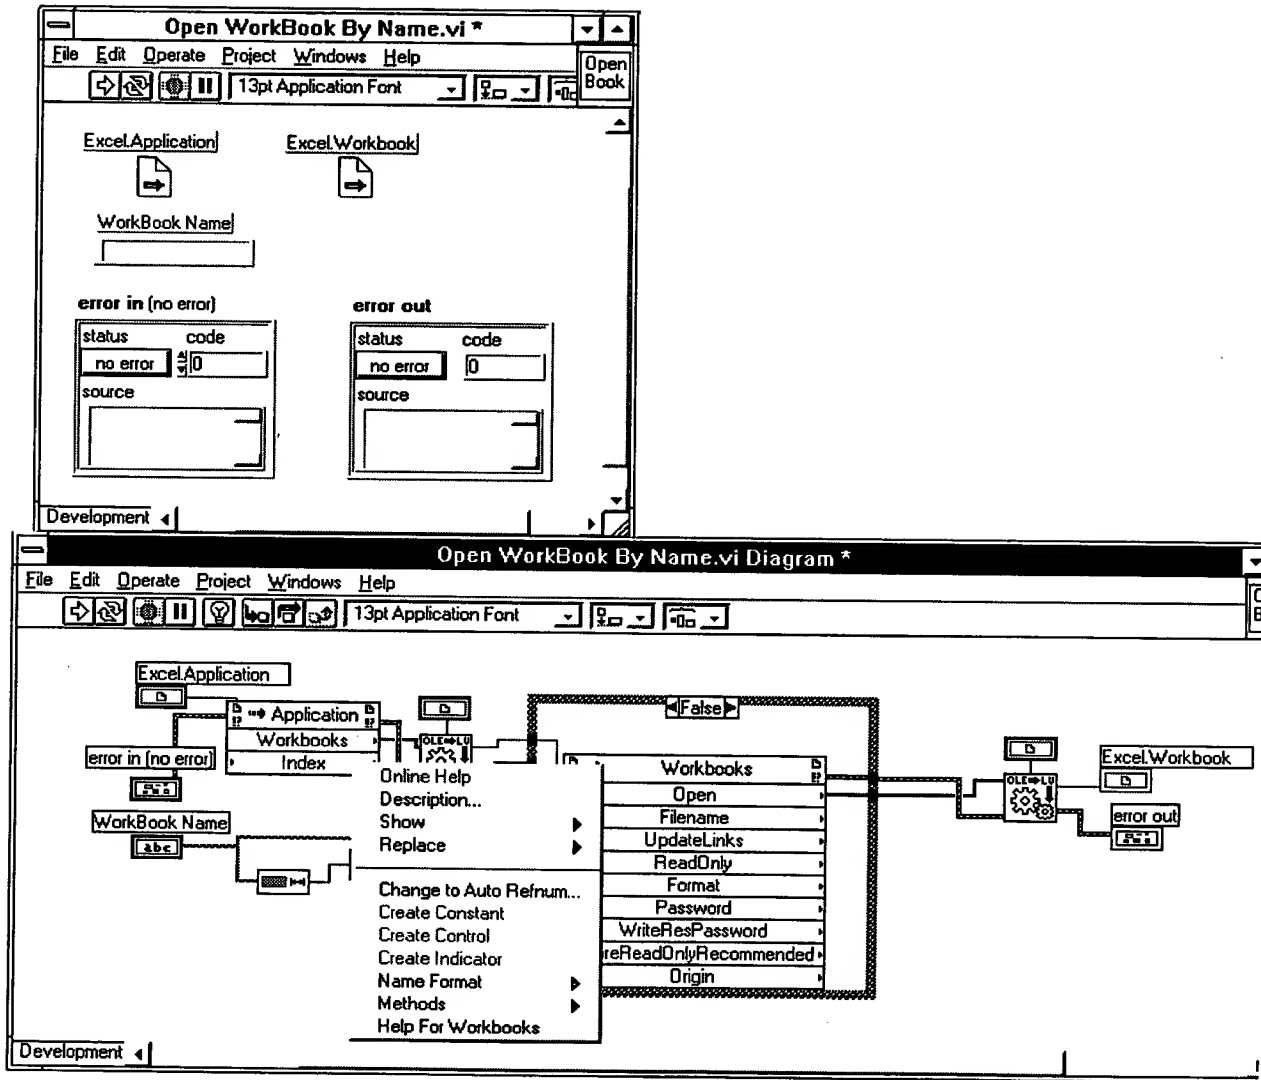 Open WorkBook By Name.vi *
File Edit Operate Project Windows Help
Open
Book
13pt Application Font
Excel.Application Excel.Workbook
WorkBook Name
error in (no error) error out
status code status code
no error 0 no error 0
source source
Development
Open WorkBook By Name.vi Diagram *
File Edit Operate Project Windows Help
13pt Application Font
Excel.Application
Application
Workbooks
Index
error in (no error)
WorkBook Name
abc
OLE⇒LV
False
Online Help
Description...
Show
Replace
Change to Auto Refnum...
Create Constant
Create Control
Create Indicator
Name Format
Methods
Help For Workbooks
Workbooks
Open
Filename
UpdateLinks
ReadOnly
Format
Password
WriteResPassword
reReadOnlyRecommended
Origin
OLE⇒LV
Excel.Workbook
error out
Development